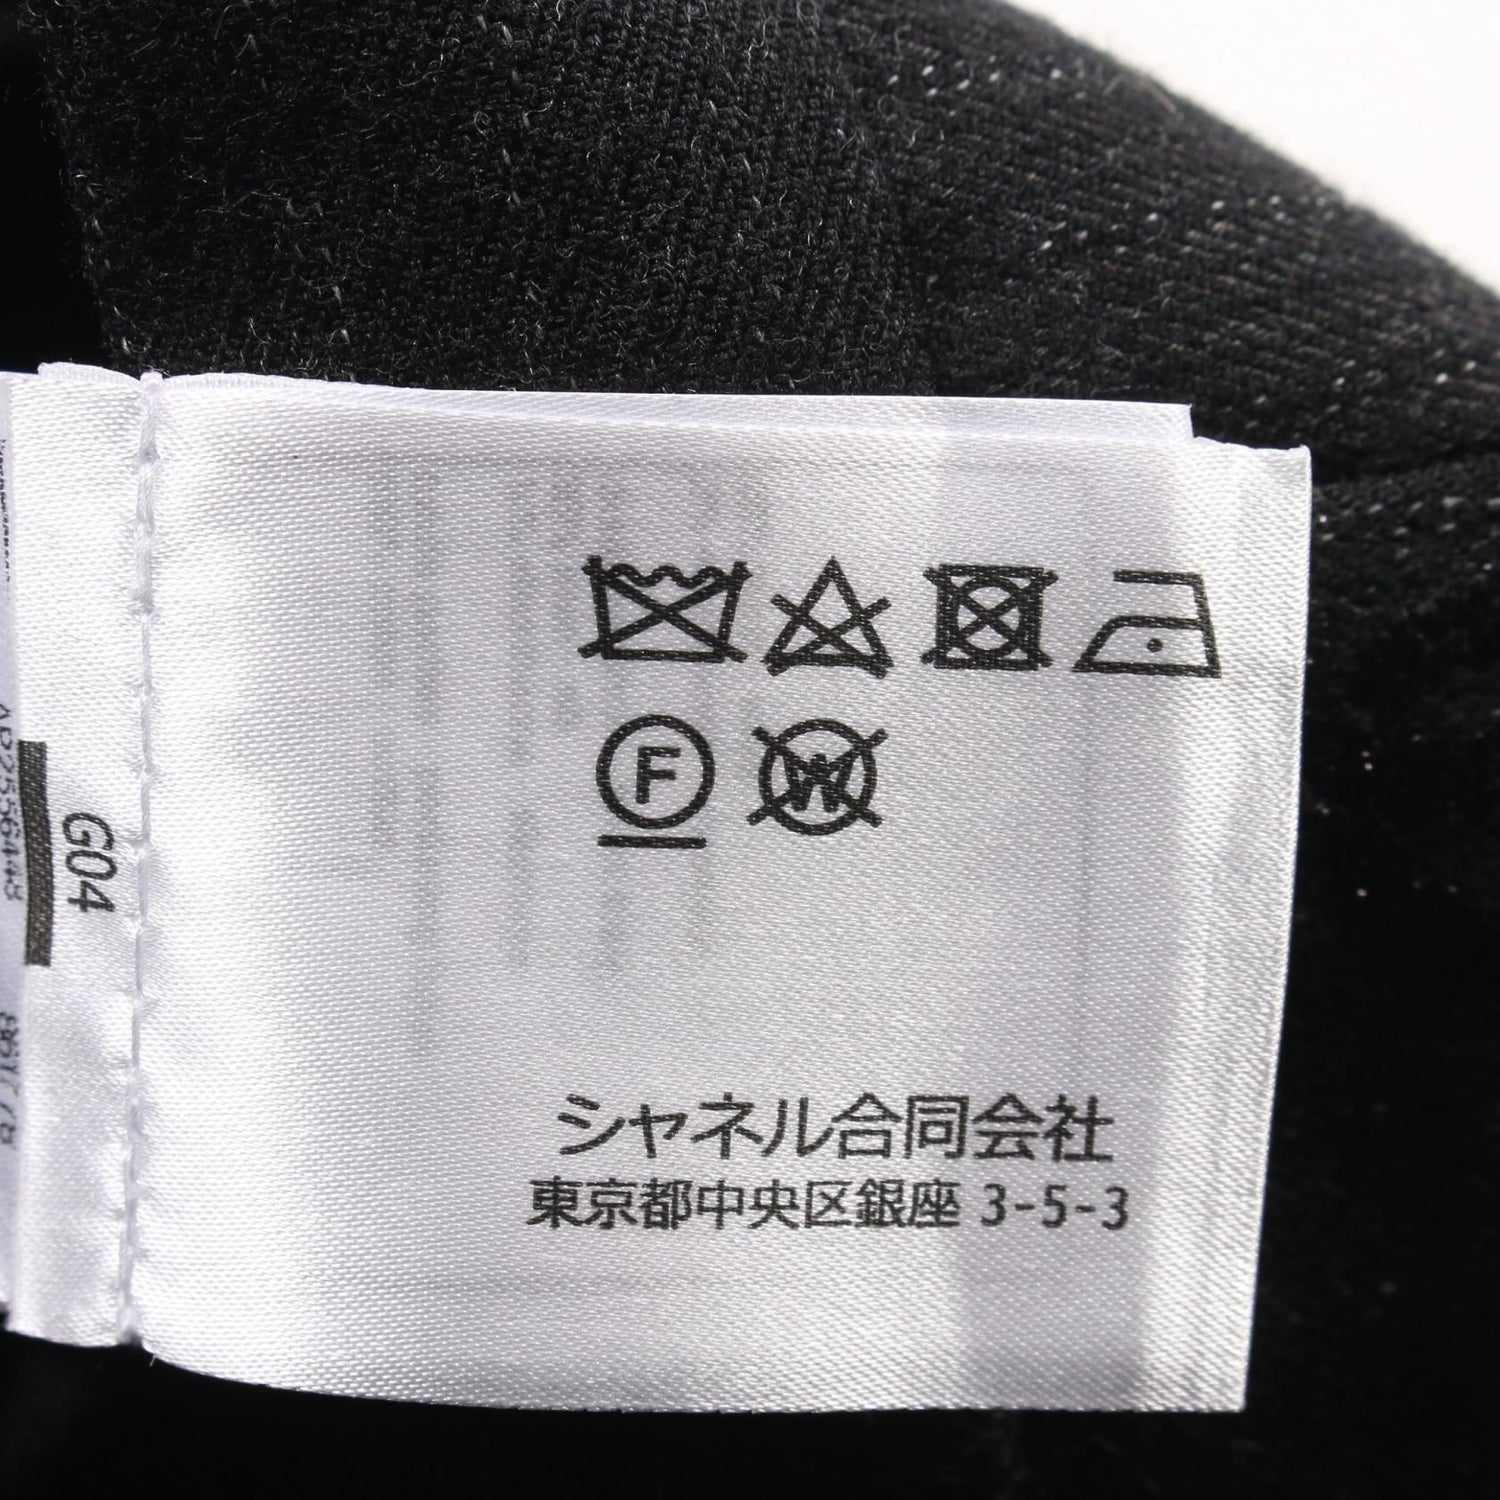 F W
シャネル合同会社
東京都中央区銀座 3-5-3
G04